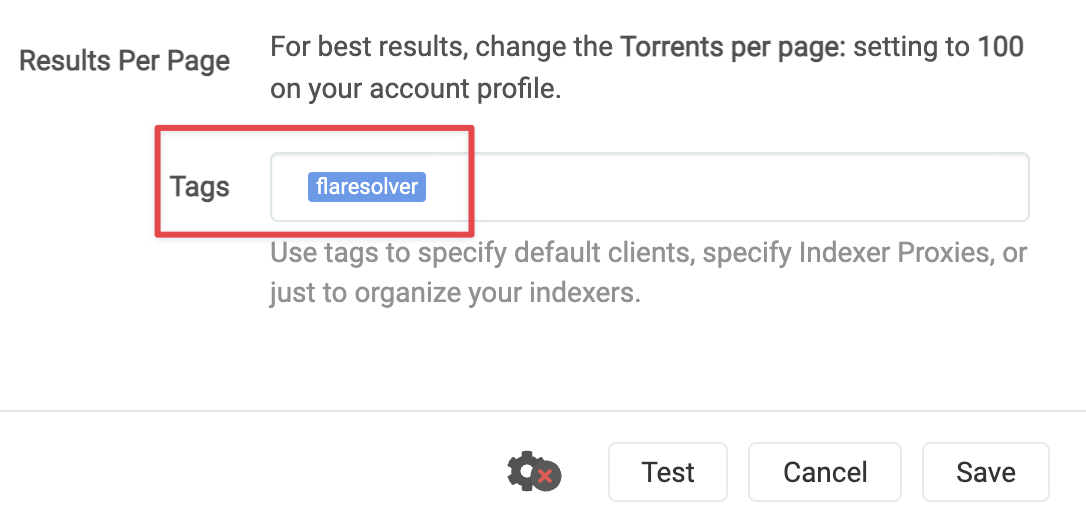 Results Per Page
For best results, change the Torrents per page: setting to 100
on your account profile.
Tags
flaresolver
Use tags to specify default clients, specify Indexer Proxies, or
just to organize your indexers.
Test
Cancel
Save